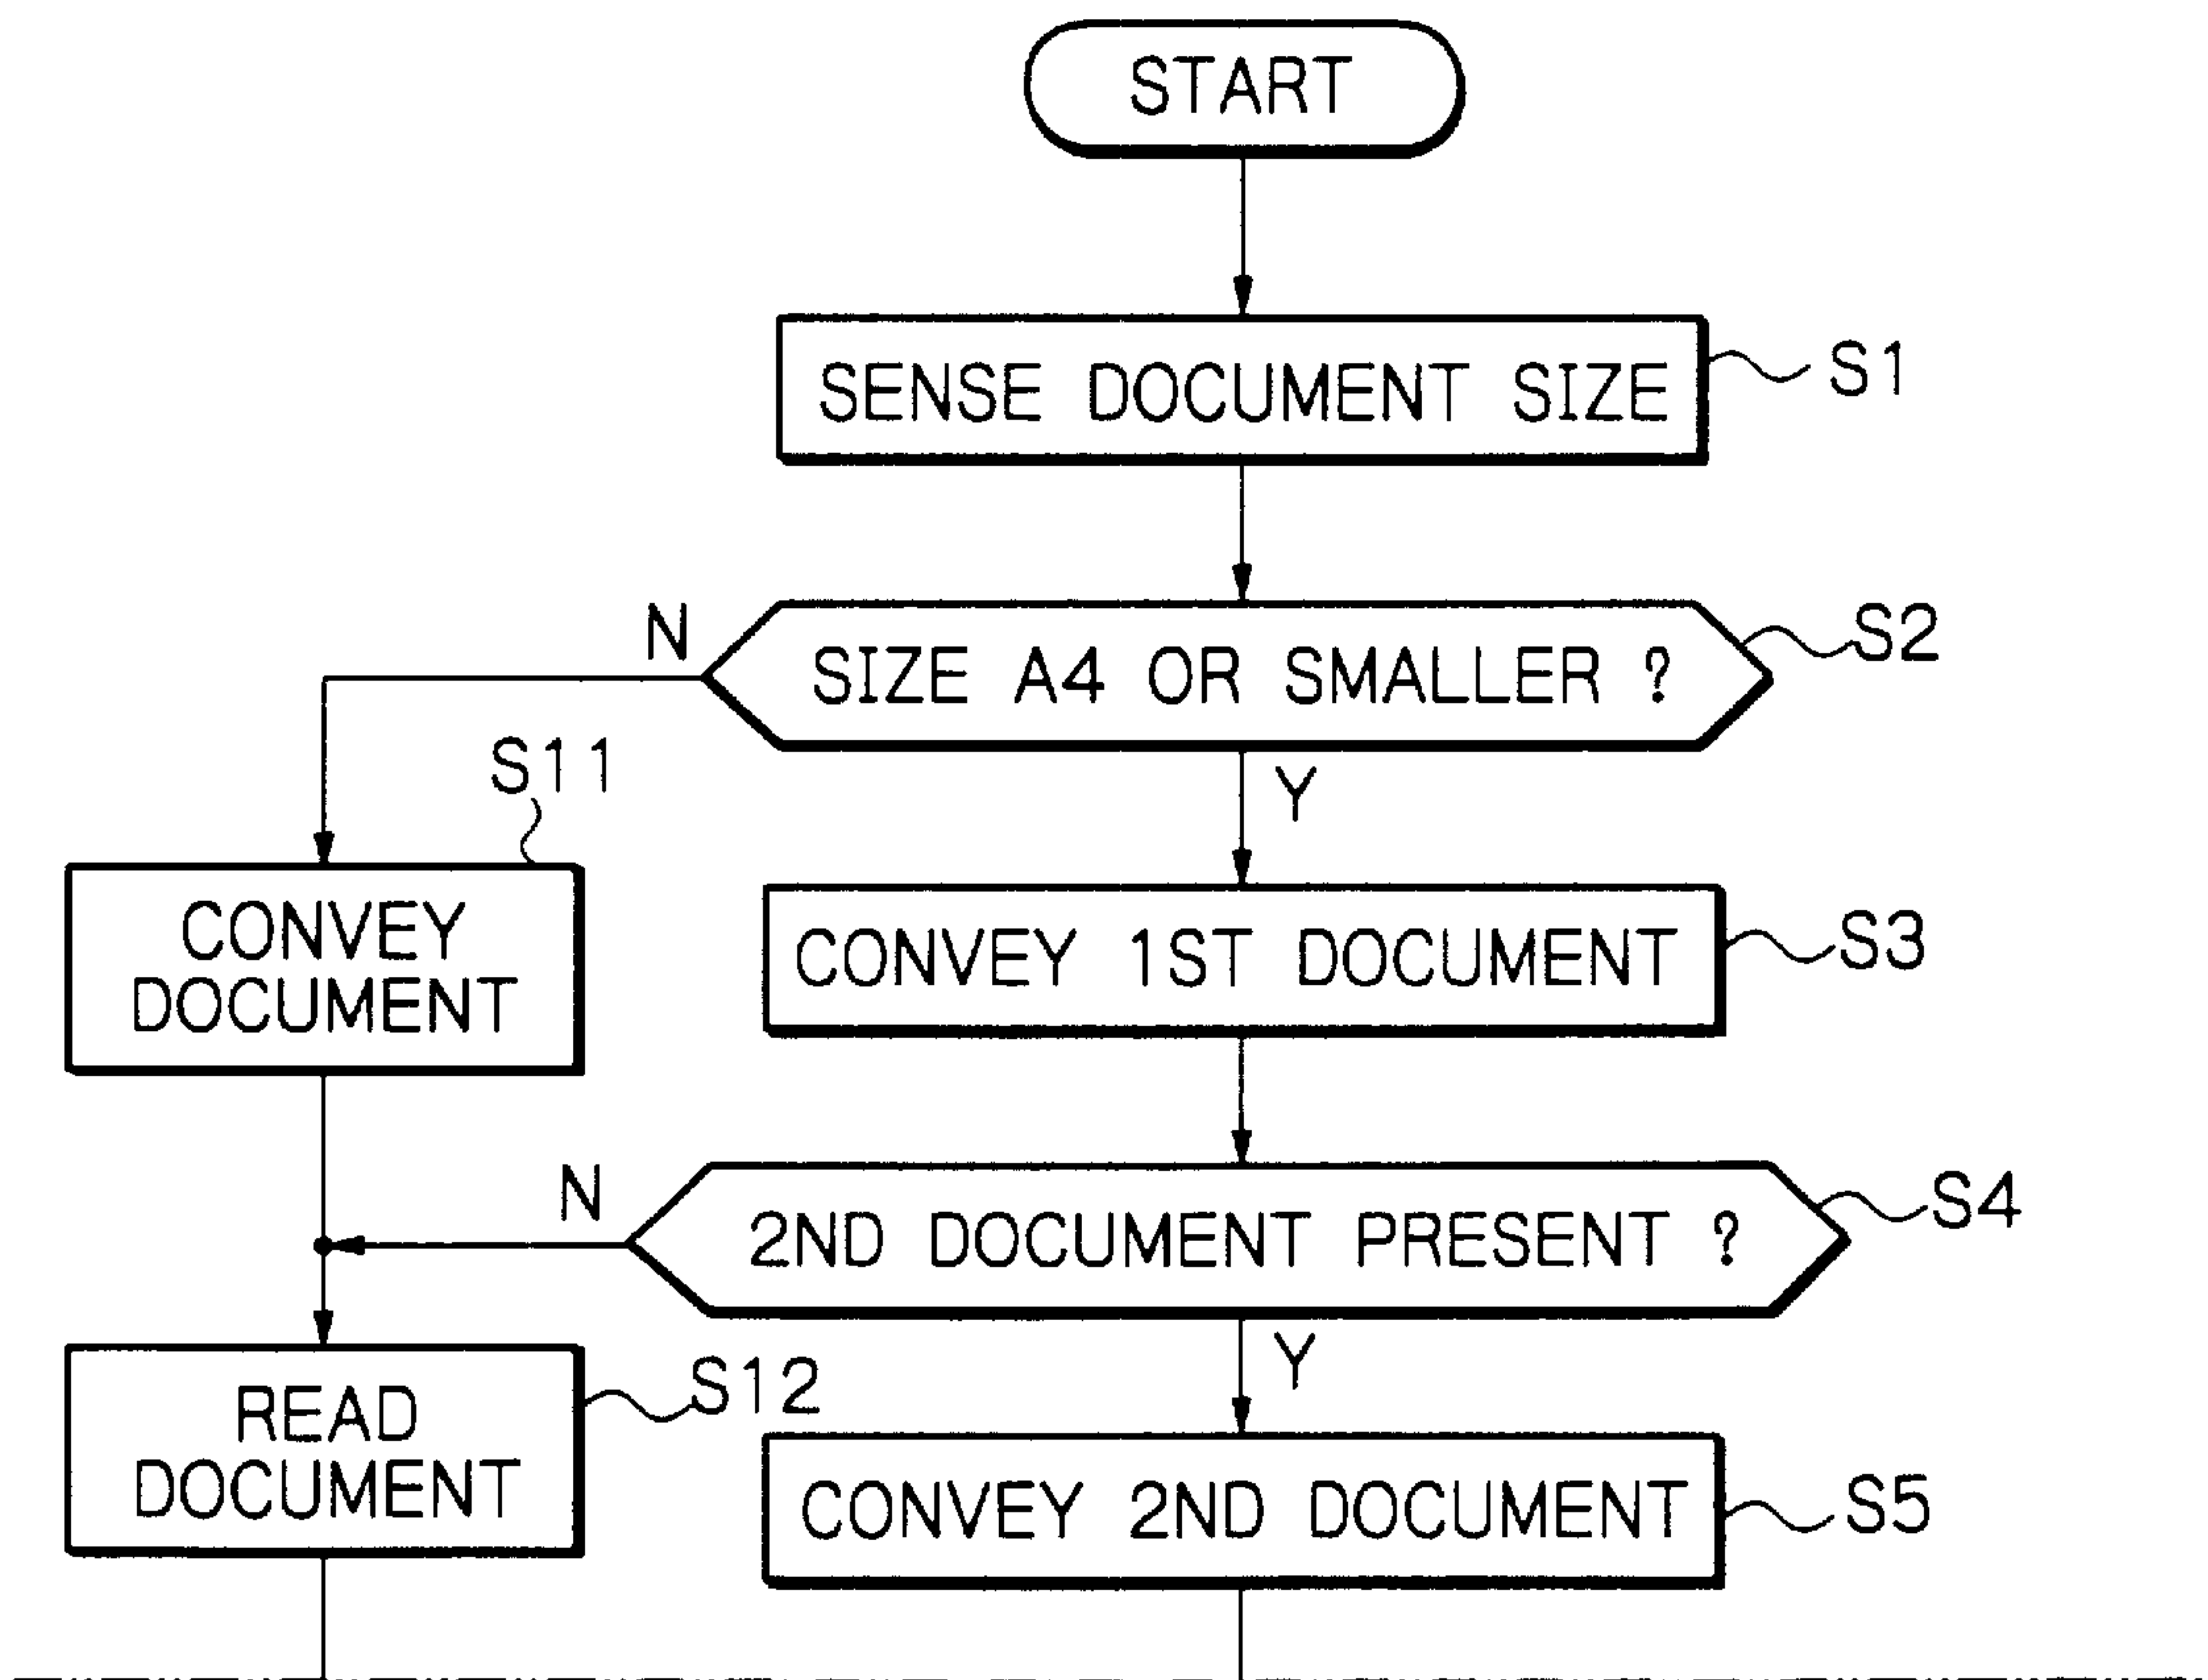 START
SENSE DOCUMENT SIZE
S1
N
SIZE A4 OR SMALLER ?
S2
S11
Y
CONVEY
DOCUMENT
CONVEY 1ST DOCUMENT
S3
N
2ND DOCUMENT PRESENT ?
S4
Y
READ
DOCUMENT
S12
CONVEY 2ND DOCUMENT
S5